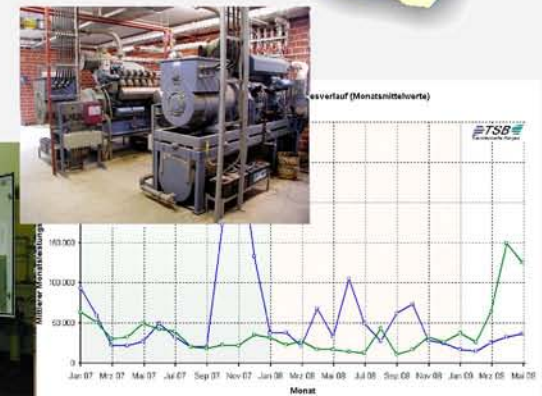 esverlauf (Monatsmittelwerte)
TSB
Mittlerer Monatsleistungs
150.000
100.000
50.000
0
Jan 07 Mrz 07 Mai 07 Jul 07 Sep 07 Nov 07 Jan 08 Mrz 08 Mai 08 Jul 08 Sep 08 Nov 08 Jan 09 Mrz 09 Mai 09
Monat